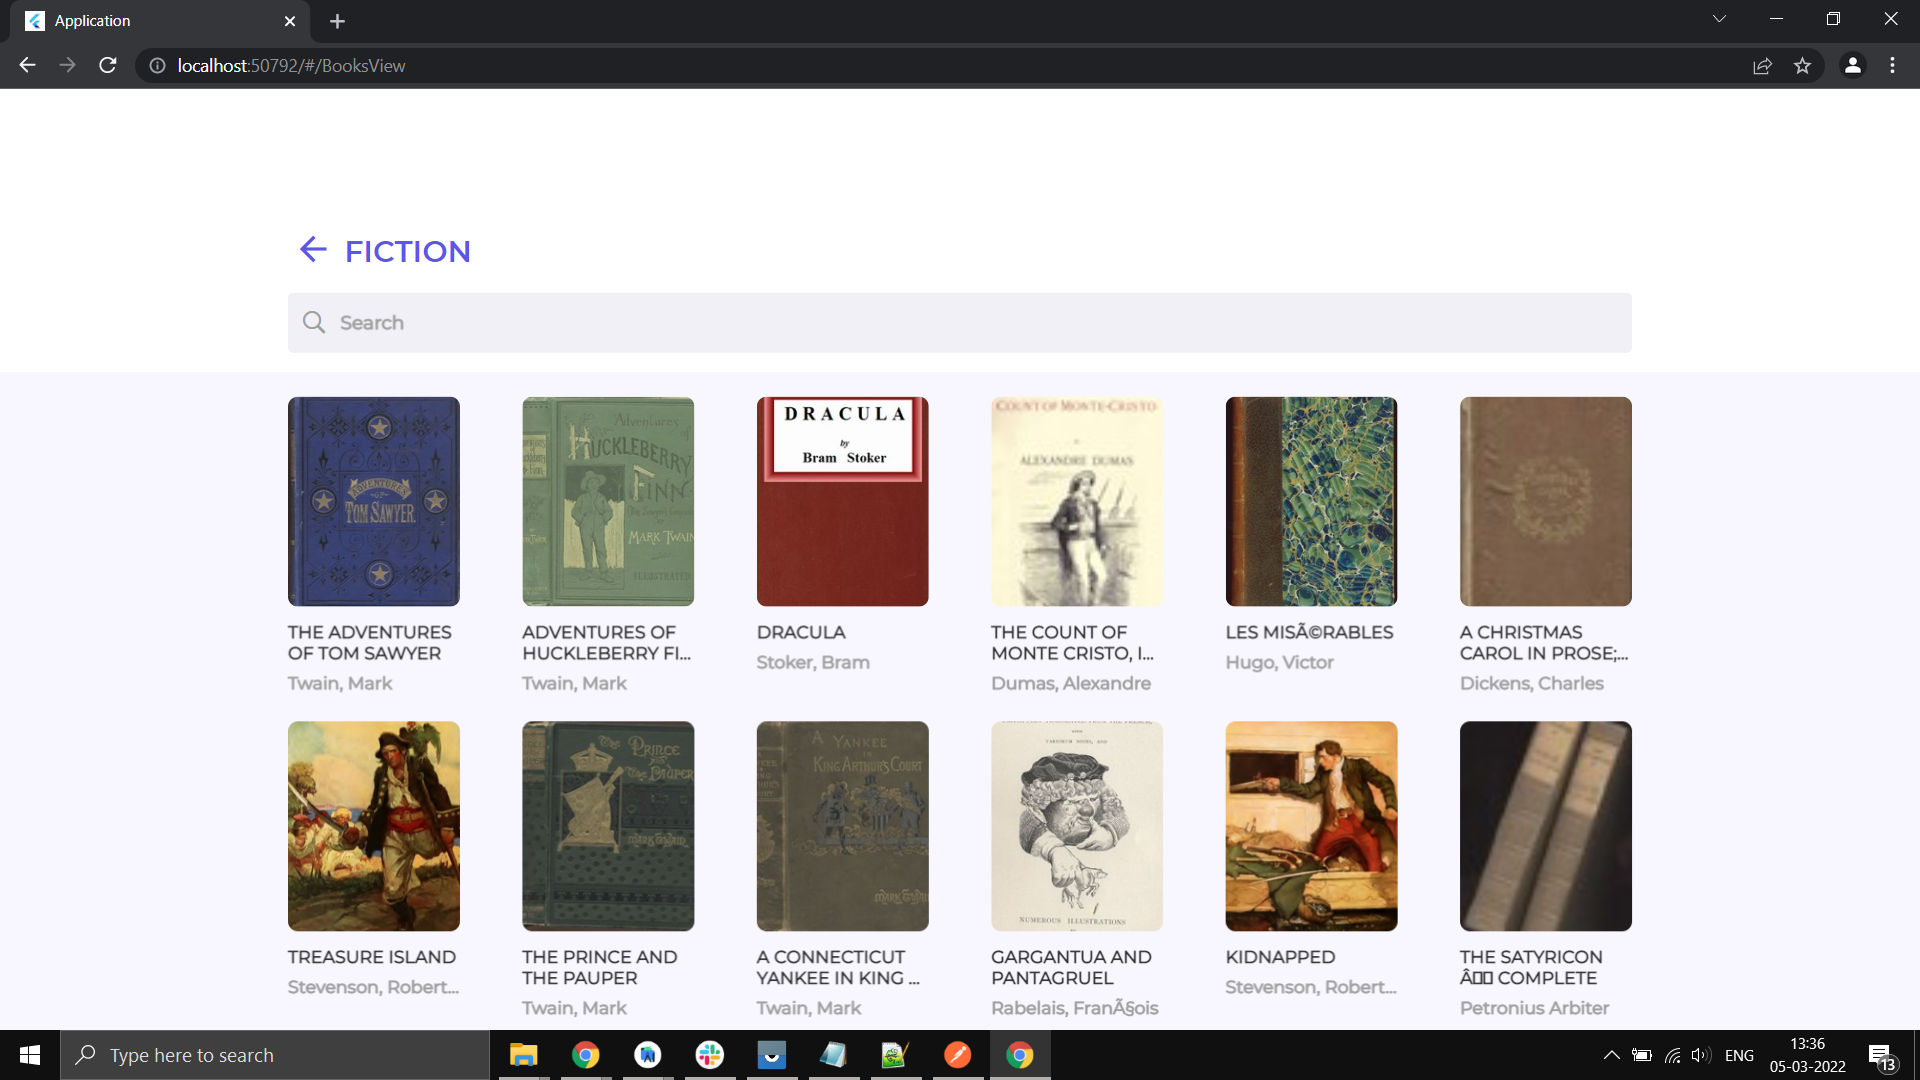 Application
localhost:50792/#/BooksView
FICTION
Search
ADVENTURES
OF
TOM SAWYER.
Adventures of
HUCKLEBERRY
FINN
MARK TWAIN
ILLUSTRATED
DRACULA
by
Bram Stoker
COUNT OF MONTE-CRISTO
ALEXANDRE DUMAS
THE ADVENTURES
OF TOM SAWYER
Twain, Mark
ADVENTURES OF
HUCKLEBERRY FI...
Twain, Mark
DRACULA
Stoker, Bram
THE COUNT OF
MONTE CRISTO, I...
Dumas, Alexandre
LES MISÃ©RABLES
Hugo, Victor
A CHRISTMAS
CAROL IN PROSE;...
Dickens, Charles
The Prince
The Pauper
MARK TWAIN
A YANKEE
IN
KING ARTHUR'S COURT
MARK TWAIN
VARIORUM NOTES, AND
NUMEROUS ILLUSTRATIONS
TREASURE ISLAND
Stevenson, Robert...
THE PRINCE AND
THE PAUPER
Twain, Mark
A CONNECTICUT
YANKEE IN KING ...
Twain, Mark
GARGANTUA AND
PANTAGRUEL
Rabelais, FranÃ§ois
KIDNAPPED
Stevenson, Robert...
THE SATYRICON
Â▯▯ COMPLETE
Petronius Arbiter
Type here to search
ENG
13:36
05-03-2022
13